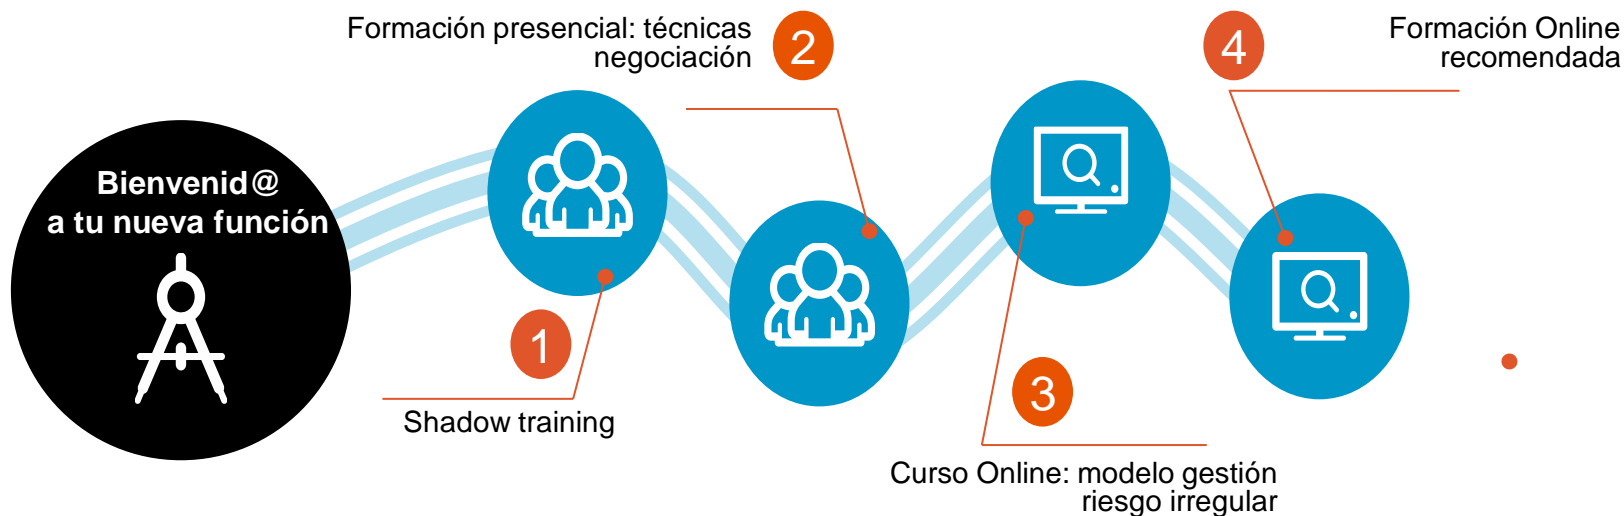 Bienvenid@
a tu nueva función
1
Shadow training
Formación presencial: técnicas
negociación
2
3
Curso Online: modelo gestión
riesgo irregular
4
Formación Online
recomendada